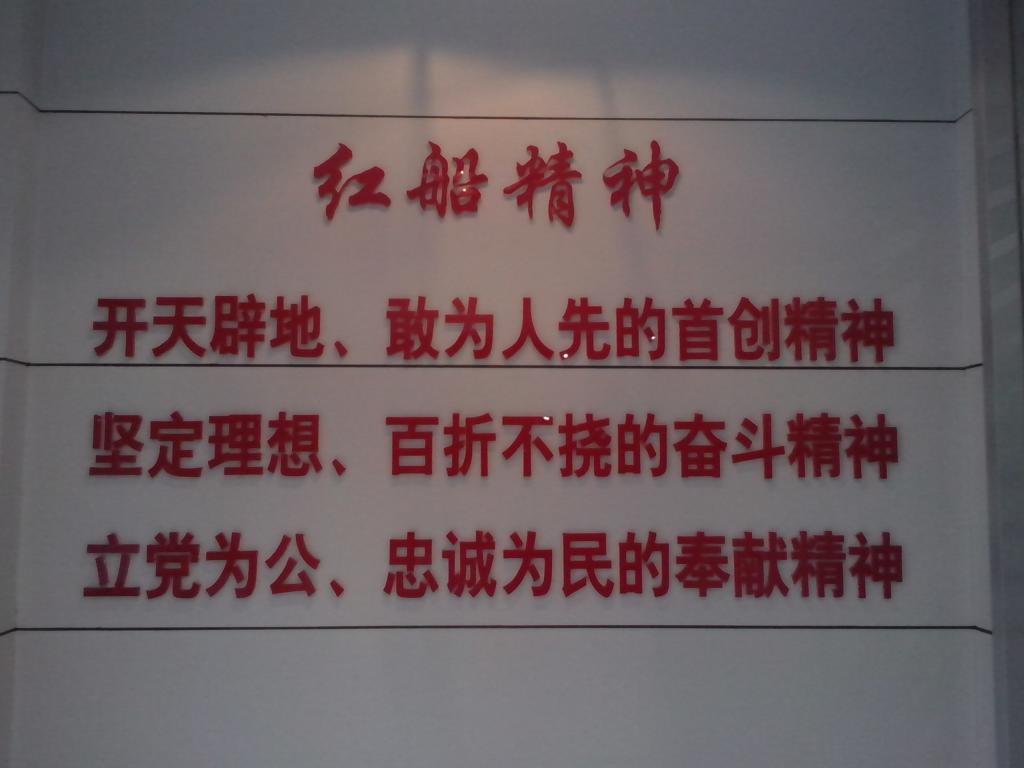 红船精神
开天辟地、敢为人先的首创精神
坚定理想、百折不挠的奋斗精神
立党为公、忠诚为民的奉献精神